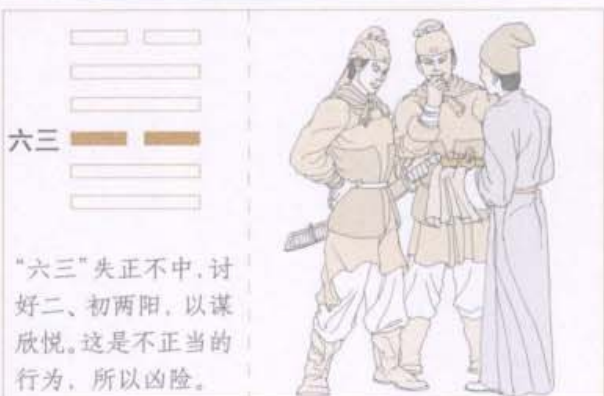 六三
“六三”失正不中，讨
好二、初两阳，以谋
欣悦。这是不正当的
行为，所以凶险。